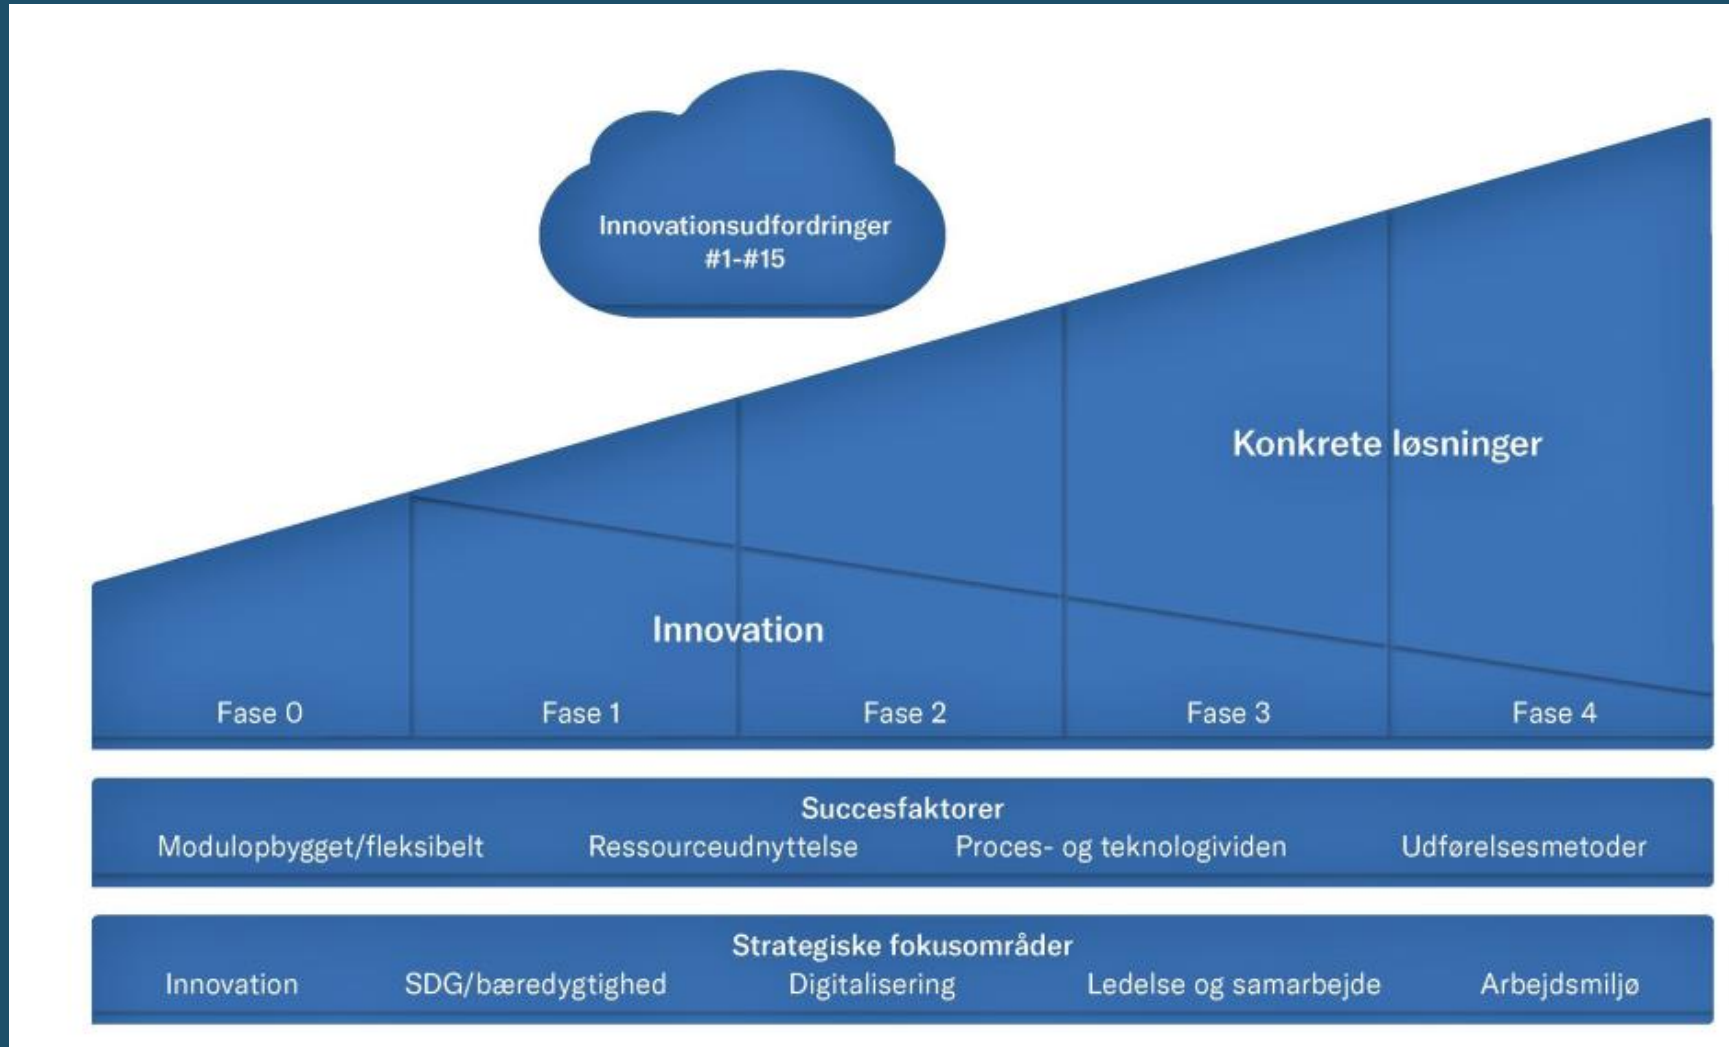 Innovationsudfordringer
#1-#15
Konkrete løsninger
Innovation
Fase 0 Fase 1 Fase 2 Fase 3 Fase 4
Succesfaktorer
Modulopbygget/fleksibelt Ressourceudnyttelse Proces- og teknologividen Udførelsesmetoder
Strategiske fokusområder
Innovation SDG/bæredygtighed Digitalisering Ledelse og samarbejde Arbejdsmiljø